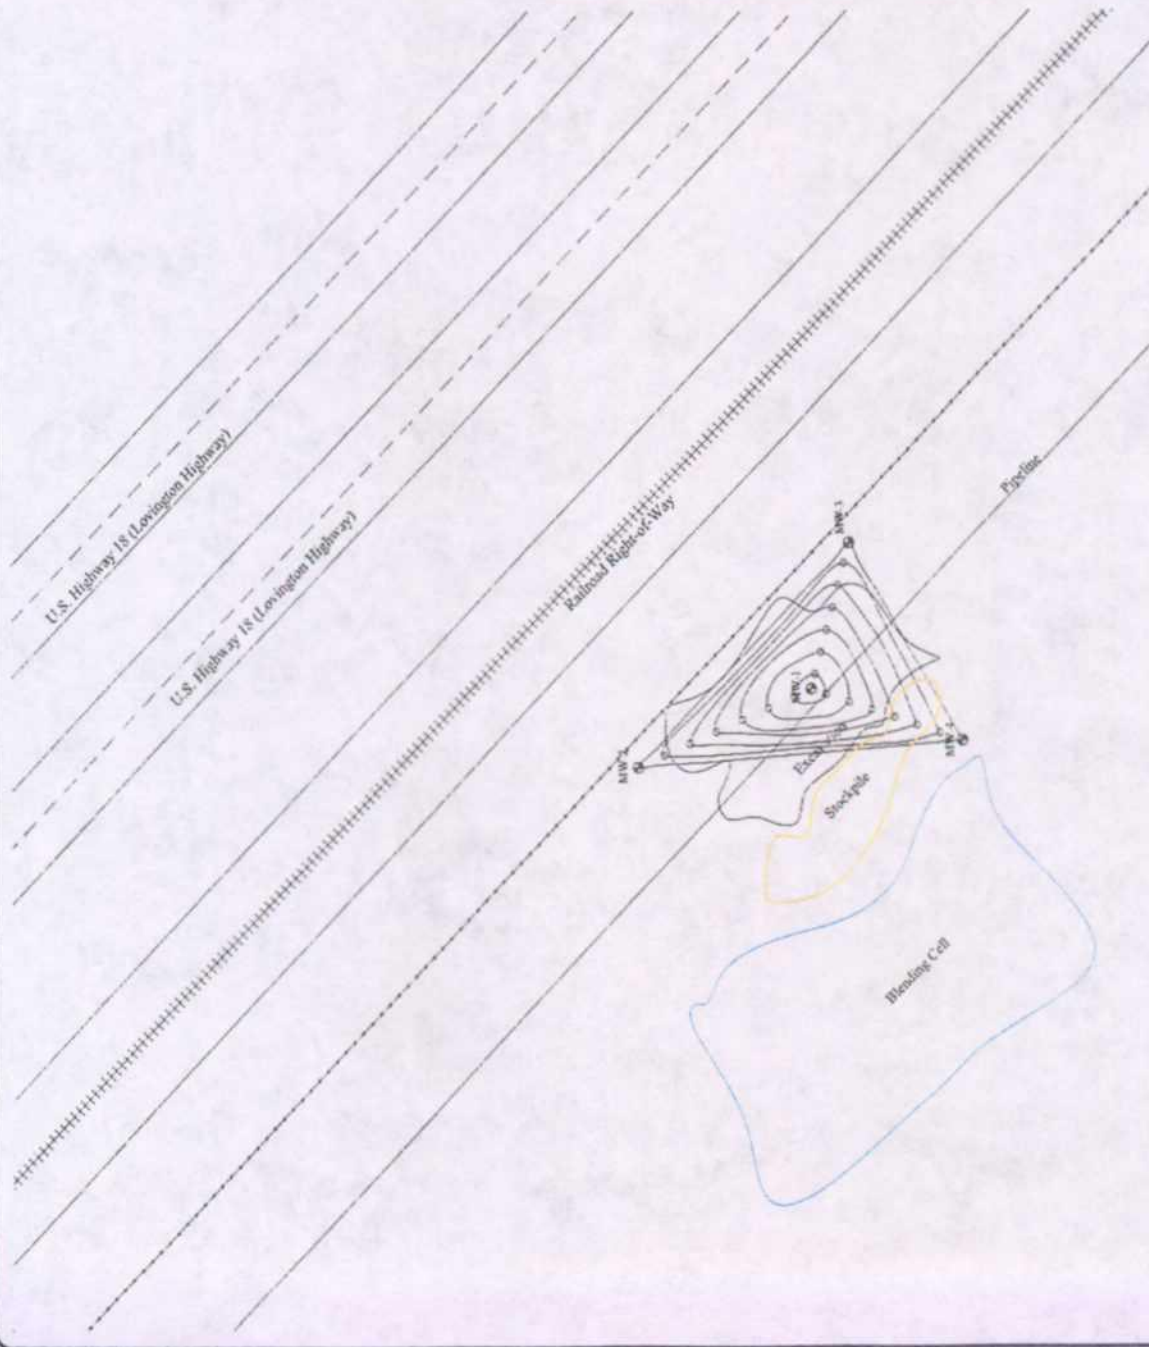 U.S. Highway 18 (Lovington Highway)
U.S. Highway 18 (Lovington Highway)
Railroad Right-of-Way
Pipeline
MW-3
MW-1
MW-2
Stockpile
Blending Cell